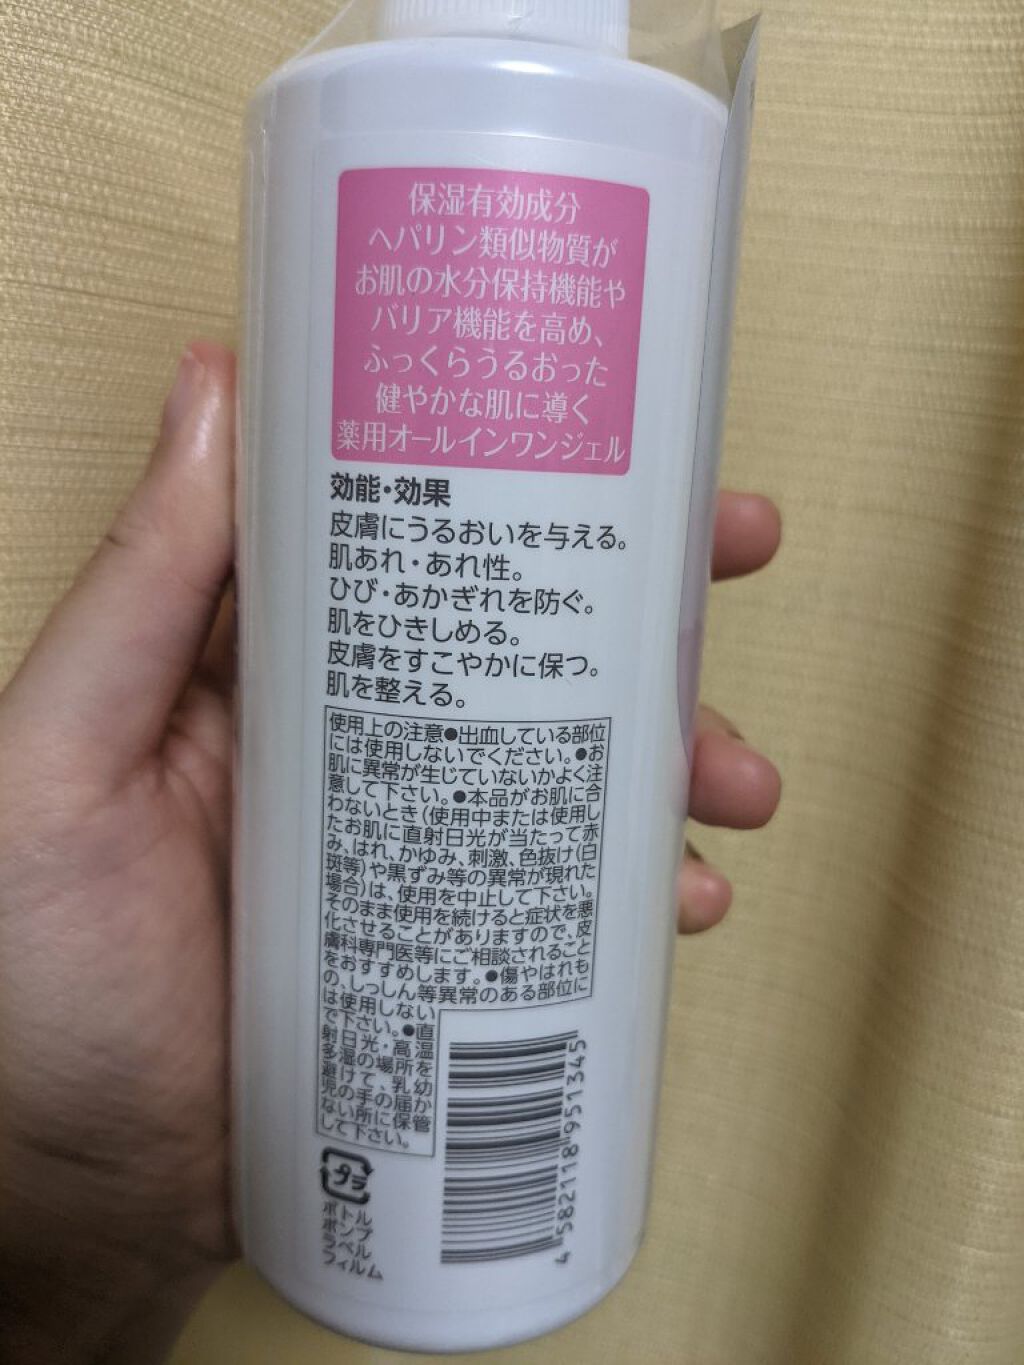 保湿有効成分
ヘパリン類似物質が
お肌の水分保持機能や
バリア機能を高め、
ふっくらうるおった
健やかな肌に導く
薬用オールインワンジェル
効能・効果
皮膚にうるおいを与える。
肌あれ・あれ性。
ひび・あかぎれを防ぐ。
肌をひきしめる。
皮膚をすこやかに保つ。
肌を整える。
使用上の注意●出血している部位
には使用しないでください。●お
肌に異常が生じていないかよく注
意して下さい。●本品がお肌に合
わないとき(使用中または使用し
たお肌に直射日光が当たって赤
み、はれ、かゆみ、刺激、色抜け(白
斑等)や黒ずみ等の異常が現れた
場合)は、使用を中止して下さい。
そのまま使用を続けると症状を悪
化させることがありますので、皮
膚科専門医等にご相談されること
をおすすめします。●傷やはれも
の、しっしん等異常のある部位に
は使用しない
で下さい。●直
射日光・高温
多湿の場所を
避けて、乳幼
児の手の届か
ない所に保管
して下さい。
4 582118 951345
プラ
ボトル
ポンプ
ラベル
フィルム